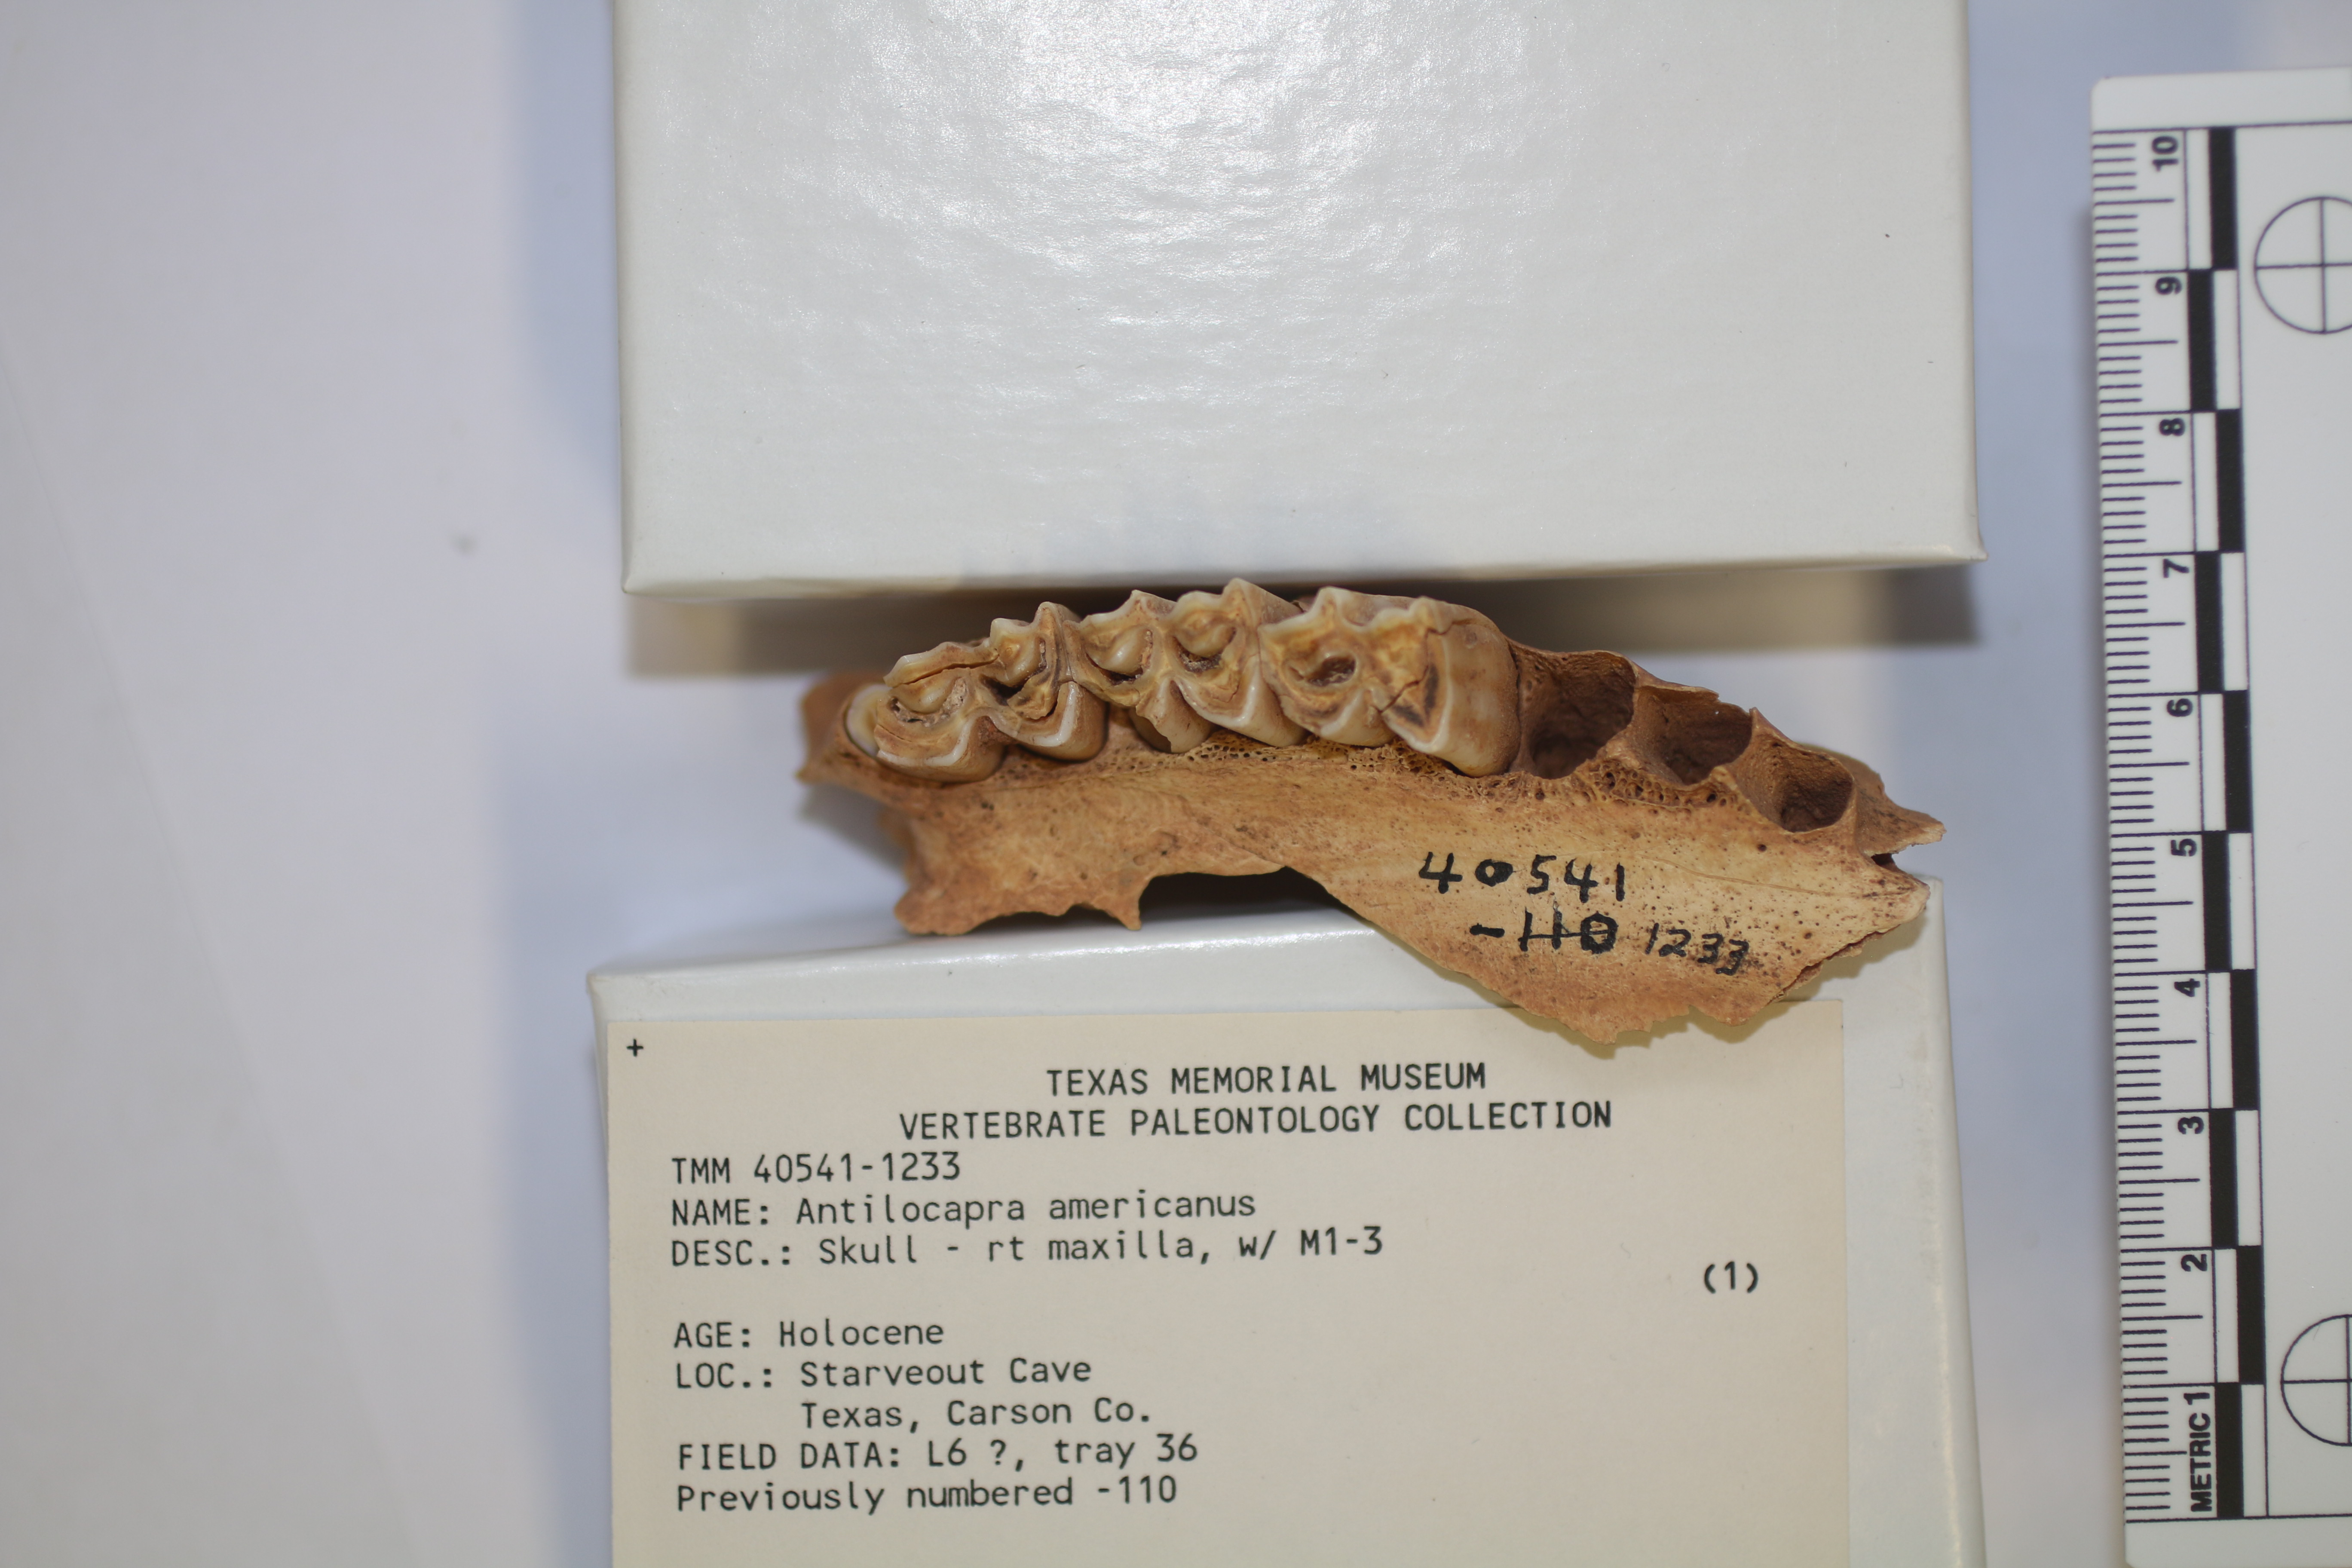 40541
-110 1233
+
TEXAS MEMORIAL MUSEUM
VERTEBRATE PALEONTOLOGY COLLECTION
TMM 40541-1233
NAME: Antilocapra americanus
DESC.: Skull - rt maxilla, w/ M1-3
(1)
AGE: Holocene
LOC.: Starveout Cave
Texas, Carson Co.
FIELD DATA: L6 ?, tray 36
Previously numbered -110
10
9
8
7
6
5
4
3
2
METRIC 1